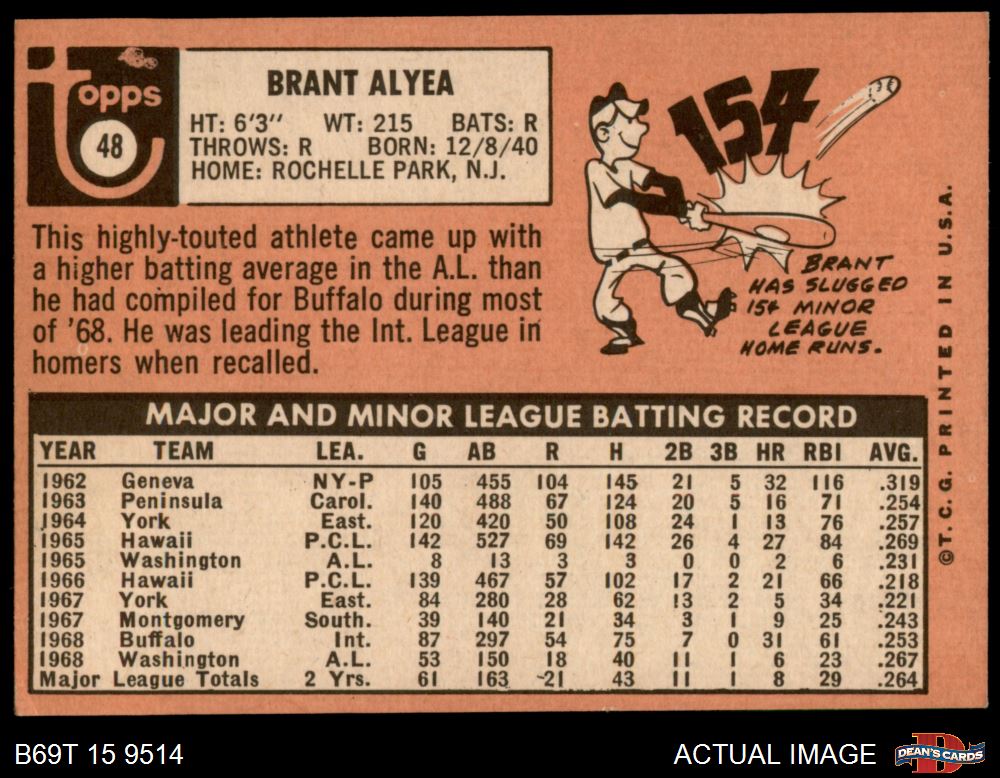 Topps
48
BRANT ALYEA
HT: 6'3" WT: 215 BATS: R
THROWS: R BORN: 12/8/40
HOME: ROCHELLE PARK, N.J.
This highly-touted athlete came up with
a higher batting average in the A.L. than
he had compiled for Buffalo during most
of '68. He was leading the Int. League in
homers when recalled.
154
BRANT
HAS SLUGGED
154 MINOR
LEAGUE
HOME RUNS.
MAJOR AND MINOR LEAGUE BATTING RECORD
YEAR TEAM LEA. G AB R H 2B 3B HR RBI AVG.
1962 Geneva NY-P 105 455 104 145 21 5 32 116 .319
1963 Peninsula Carol. 140 488 67 124 20 5 16 71 .254
1964 York East. 120 420 50 108 24 1 13 76 .257
1965 Hawaii P.C.L. 142 527 69 142 26 4 27 84 .269
1965 Washington A.L. 8 13 3 3 0 0 2 6 .231
1966 Hawaii P.C.L. 139 467 57 102 17 2 21 66 .218
1967 York East. 84 280 28 62 13 2 5 34 .221
1967 Montgomery South. 39 140 21 34 3 1 9 25 .243
1968 Buffalo Int. 87 297 54 75 7 0 31 61 .253
1968 Washington A.L. 53 150 18 40 11 1 6 23 .267
Major League Totals 2 Yrs. 61 163 21 43 11 1 8 29 .264
©T.C.G. PRINTED IN U.S.A.
B69T 15 9514
ACTUAL IMAGE
DEAN'S CARDS